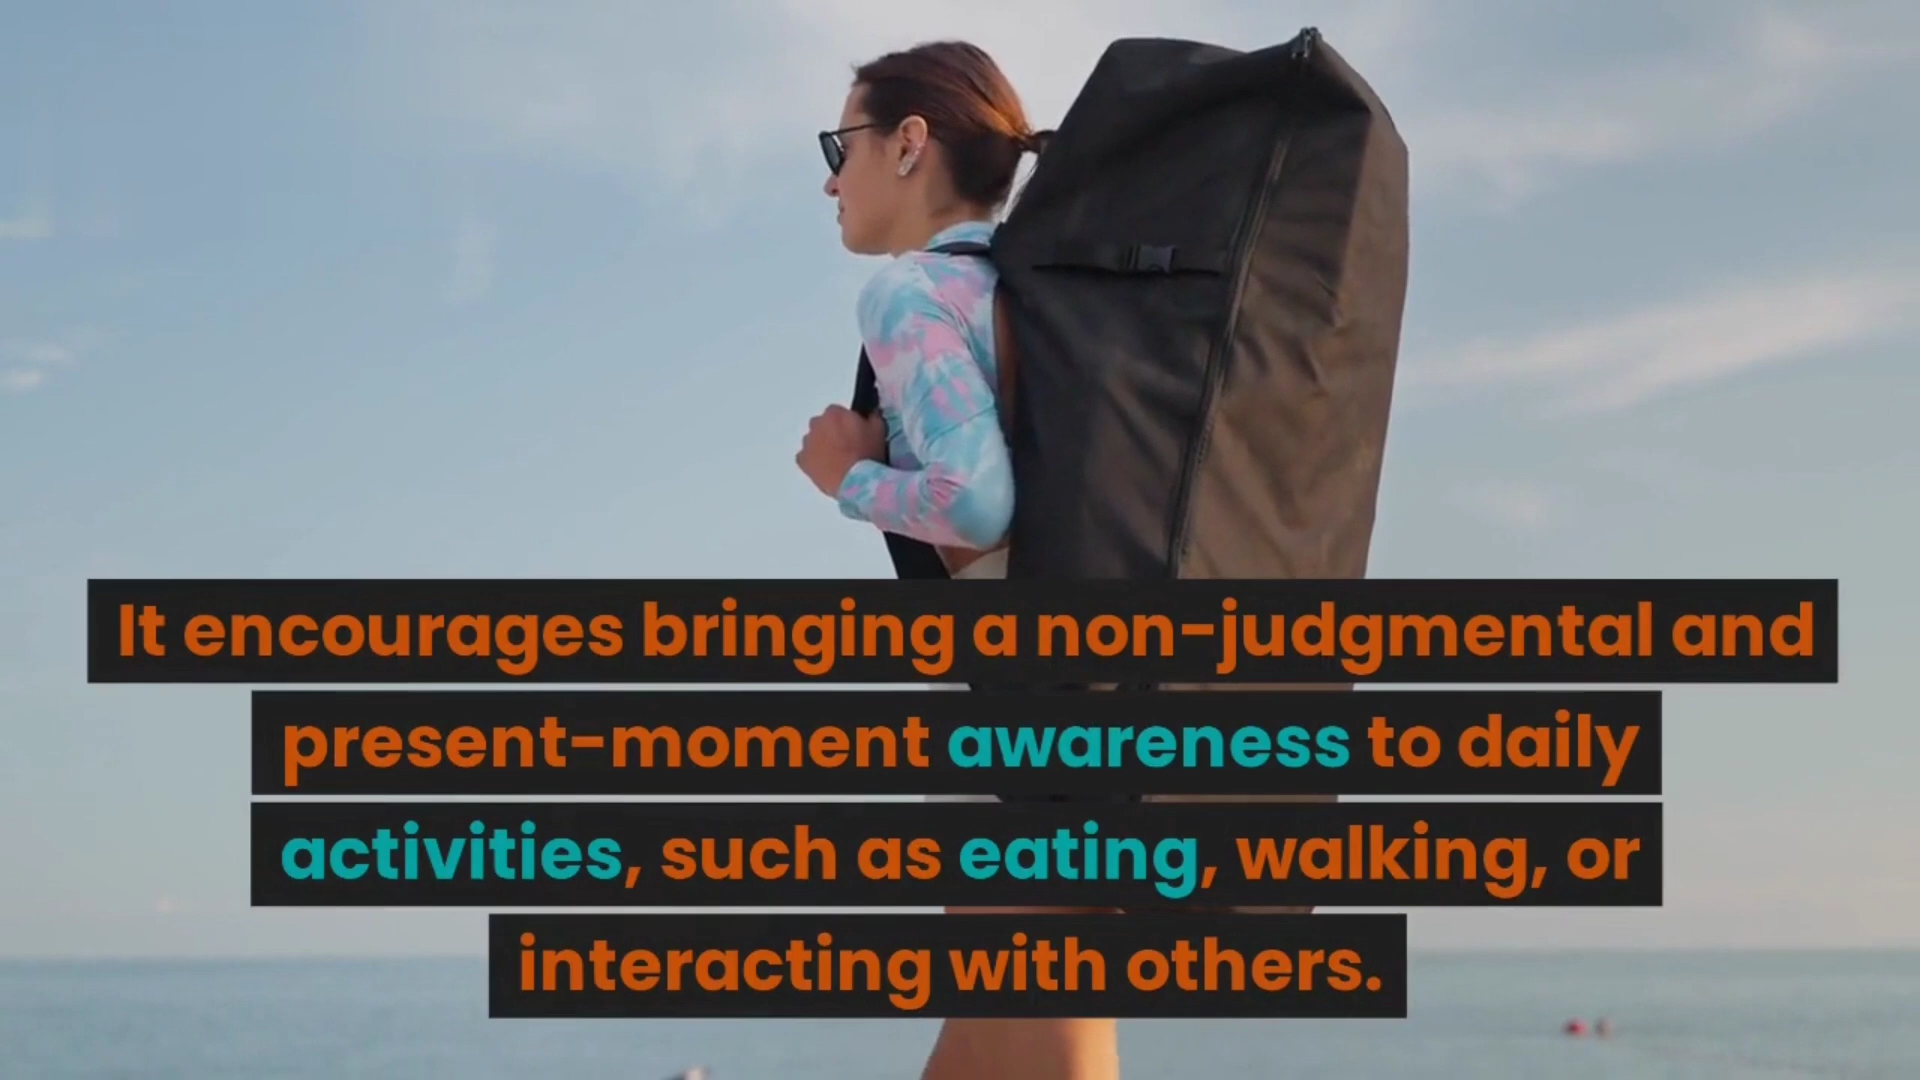 It encourages bringing a non-judgmental and
present-moment awareness to daily
activities, such as eating, walking, or
interacting with others.